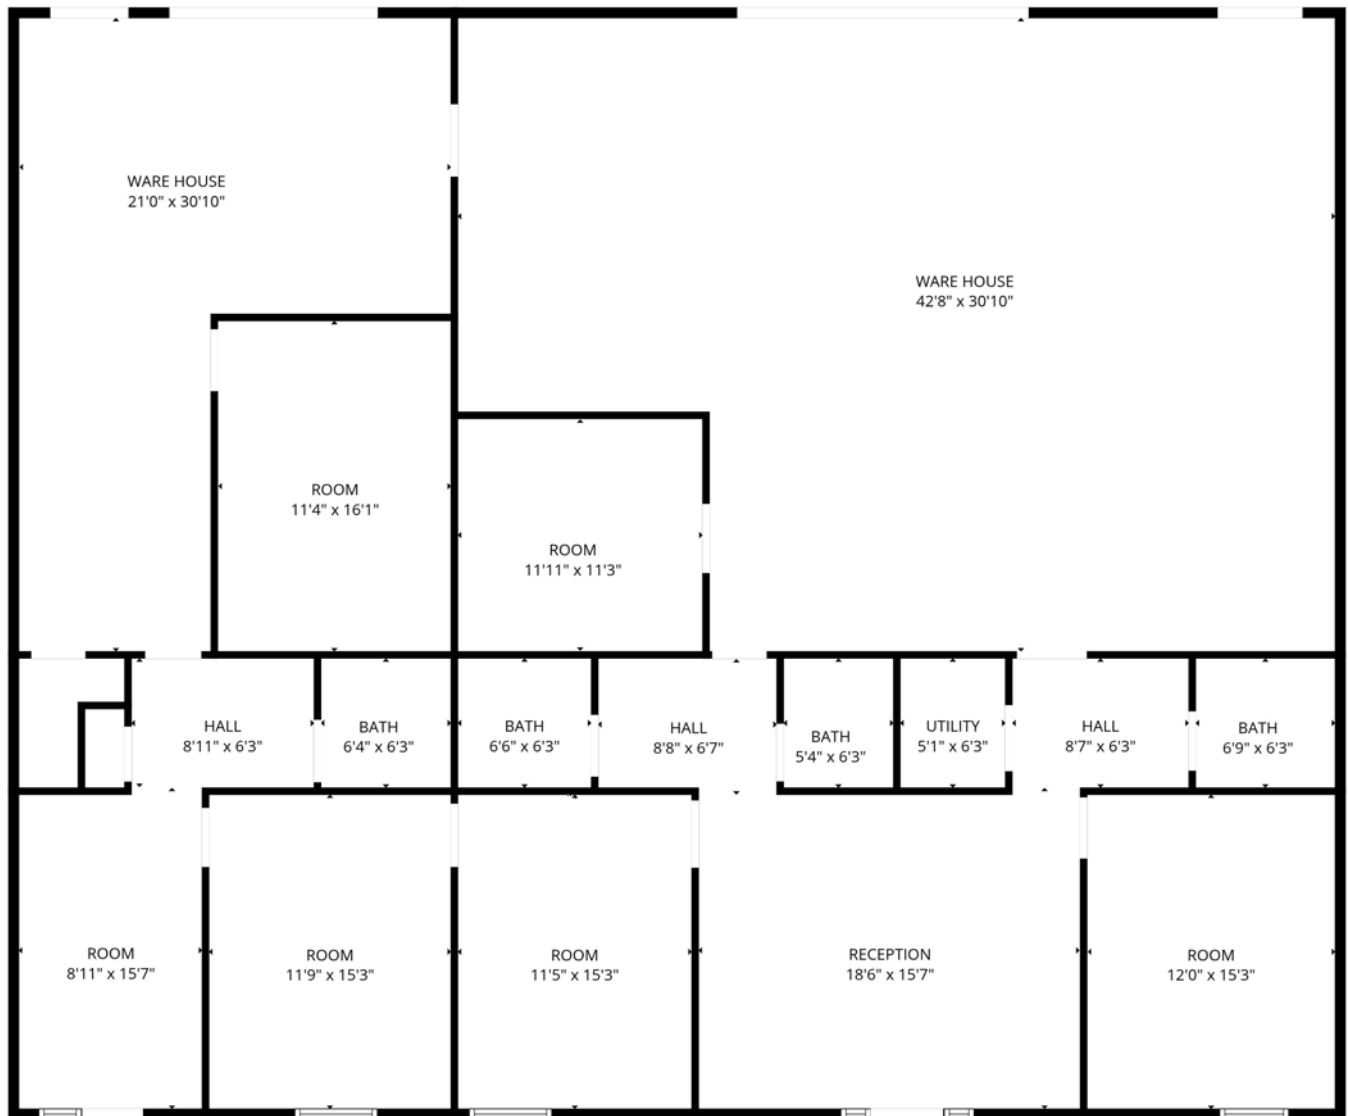 WARE HOUSE
21'0" x 30'10"
WARE HOUSE
42'8" x 30'10"
ROOM
11'4" x 16'1"
ROOM
11'11" x 11'3"
HALL
8'11" x 6'3"
BATH
6'4" x 6'3"
BATH
6'6" x 6'3"
HALL
8'8" x 6'7"
BATH
5'4" x 6'3"
UTILITY
5'1" x 6'3"
HALL
8'7" x 6'3"
BATH
6'9" x 6'3"
ROOM
8'11" x 15'7"
ROOM
11'9" x 15'3"
ROOM
11'5" x 15'3"
RECEPTION
18'6" x 15'7"
ROOM
12'0" x 15'3"